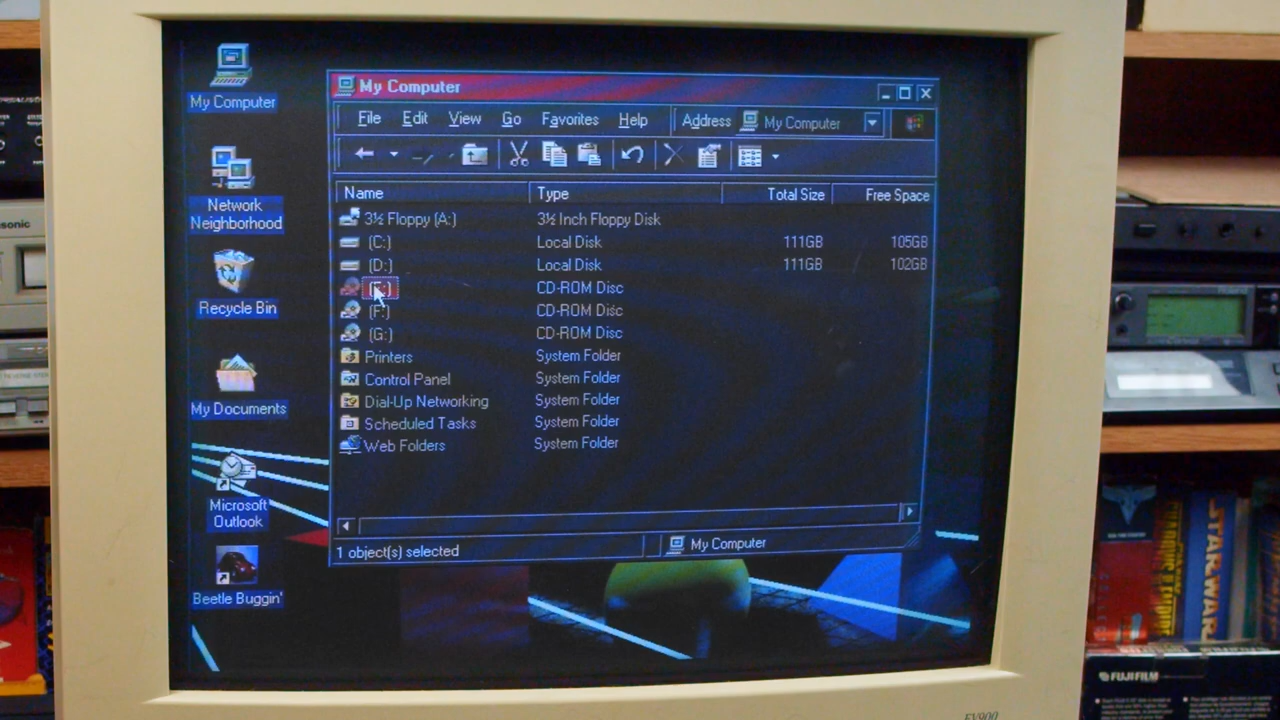 My Computer
Network
Neighborhood
Recycle Bin
My Documents
Microsoft
Outlook
Beetle Buggin'
My Computer
File Edit View Go Favorites Help Address My Computer
Name Type Total Size Free Space
3½ Floppy (A:) 3½ Inch Floppy Disk
(C:) Local Disk 111GB 105GB
(D:) Local Disk 111GB 102GB
CD-ROM Disc
(F:) CD-ROM Disc
(G:) CD-ROM Disc
Printers System Folder
Control Panel System Folder
Dial-Up Networking System Folder
Scheduled Tasks System Folder
Web Folders System Folder
1 object(s) selected My Computer
STAR WARS
FUJIFILM